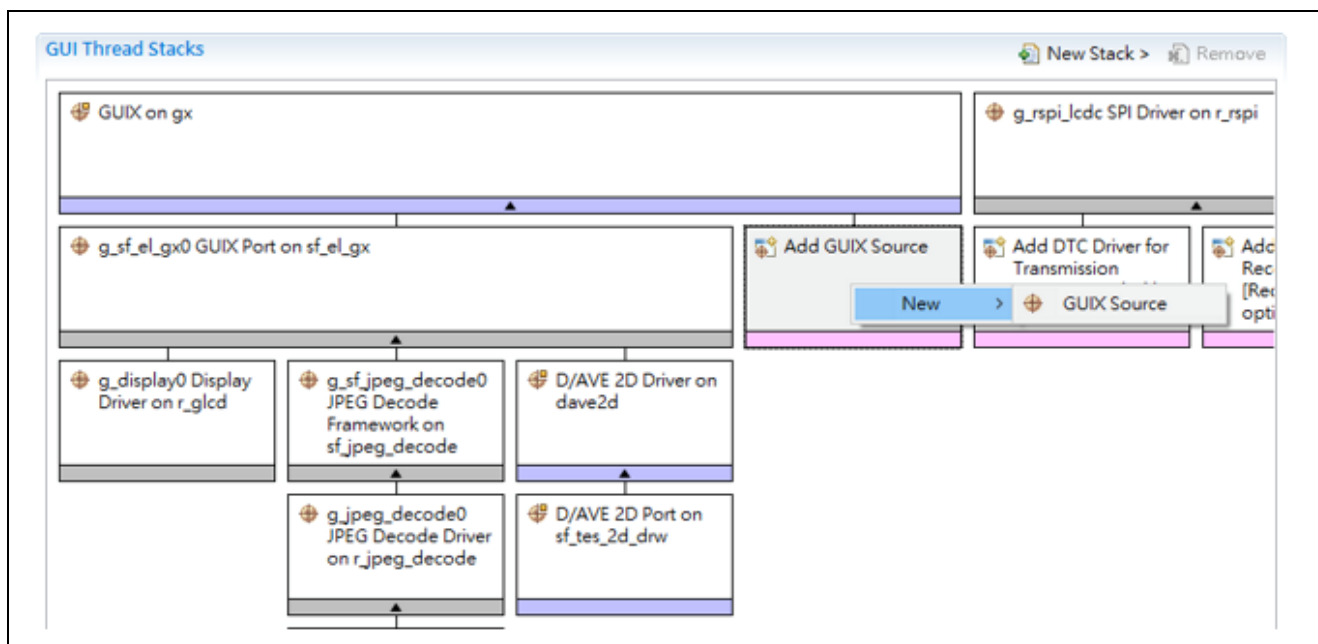 GUI Thread Stacks
New Stack >
Remove
GUIX on gx
g_rspi_lcdc SPI Driver on r_rspi
g_sf_el_gx0 GUIX Port on sf_el_gx
Add GUIX Source
Add DTC Driver for
Transmission
New
GUIX Source
g_display0 Display
Driver on r_glcd
g_sf_jpeg_decode0
JPEG Decode
Framework on
sf_jpeg_decode
D/AVE 2D Driver on
dave2d
g_jpeg_decode0
JPEG Decode Driver
on r_jpeg_decode
D/AVE 2D Port on
sf_tes_2d_drw